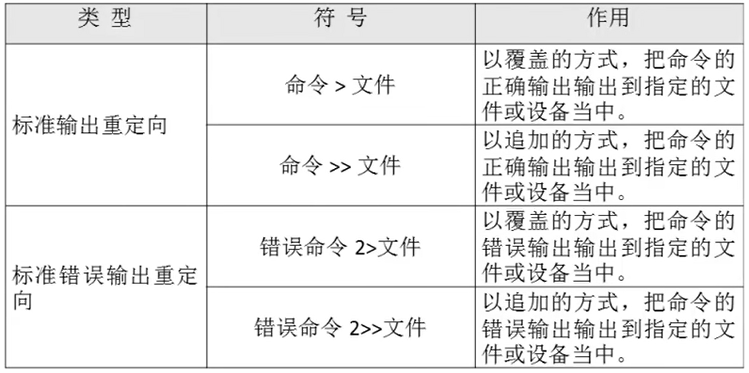 类 型
符 号
作用
标准输出重定向
命令 > 文件
以覆盖的方式，把命令的
正确输出输出到指定的文
件或设备当中。
命令 >> 文件
以追加的方式，把命令的
正确输出输出到指定的文
件或设备当中。
标准错误输出重定
向
错误命令 2>文件
以覆盖的方式，把命令的
错误输出输出到指定的文
件或设备当中。
错误命令 2>>文件
以追加的方式，把命令的
错误输出输出到指定的文
件或设备当中。